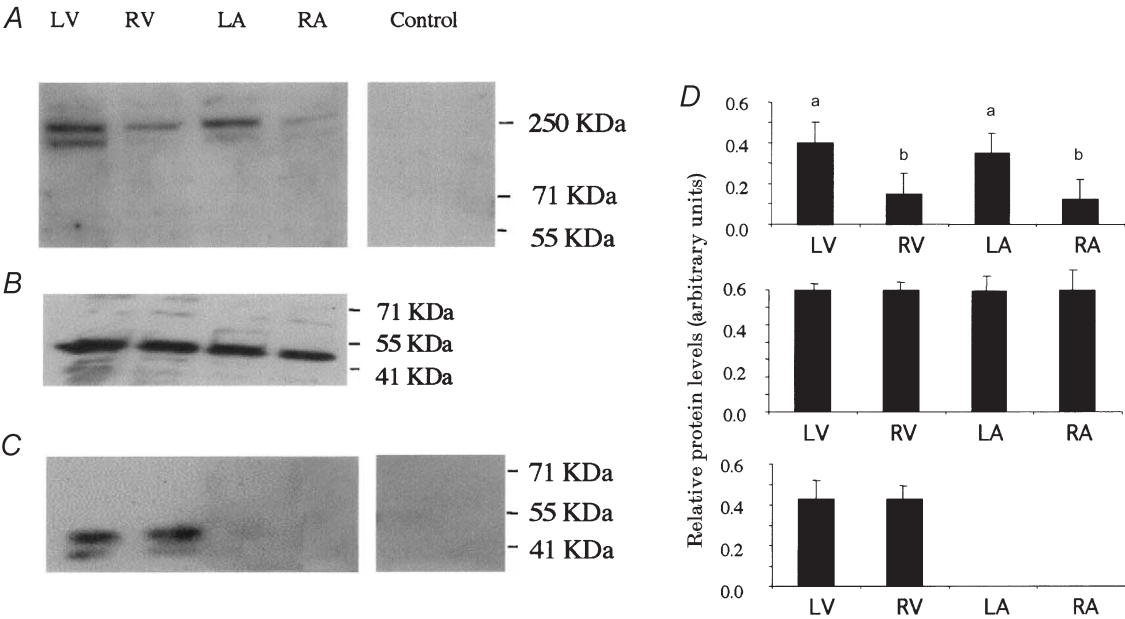 A LV RV LA RA Control
250 KDa
71 KDa
55 KDa
B
71 KDa
55 KDa
41 KDa
C
71 KDa
55 KDa
41 KDa
D
Relative protein levels (arbitrary units)
0.6
0.4
0.2
0.0
a b a b
LV RV LA RA
0.6
0.4
0.2
0.0
LV RV LA RA
0.6
0.4
0.2
0.0
LV RV LA RA